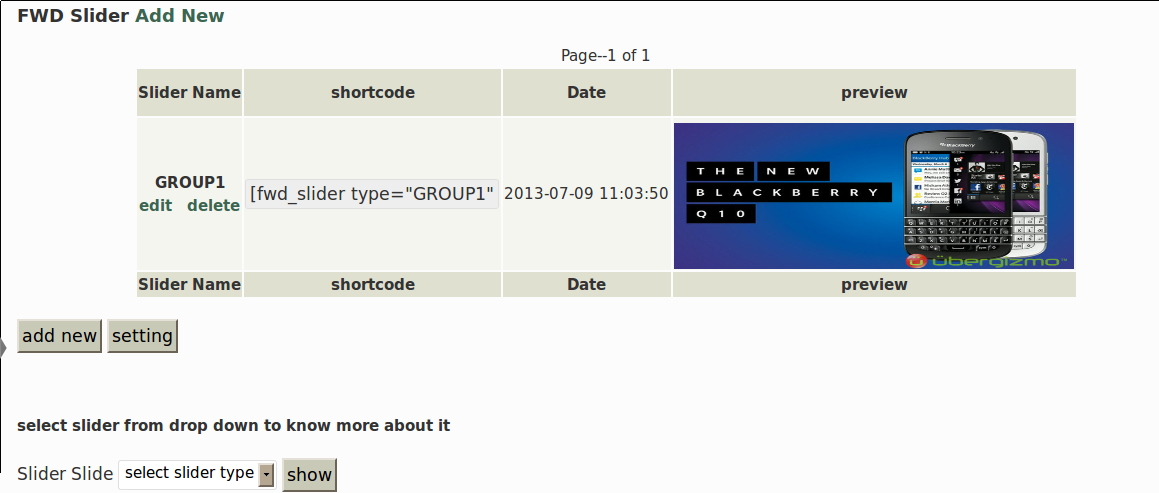 FWD Slider Add New
Page--1 of 1
Slider Name shortcode Date preview
GROUP1
edit delete
[fwd_slider type="GROUP1"
2013-07-09 11:03:50
THE NEW
BLACKBERRY
Q10
BlackBerry
übergizmo™
Slider Name shortcode Date preview
add new setting
select slider from drop down to know more about it
Slider Slide select slider type show